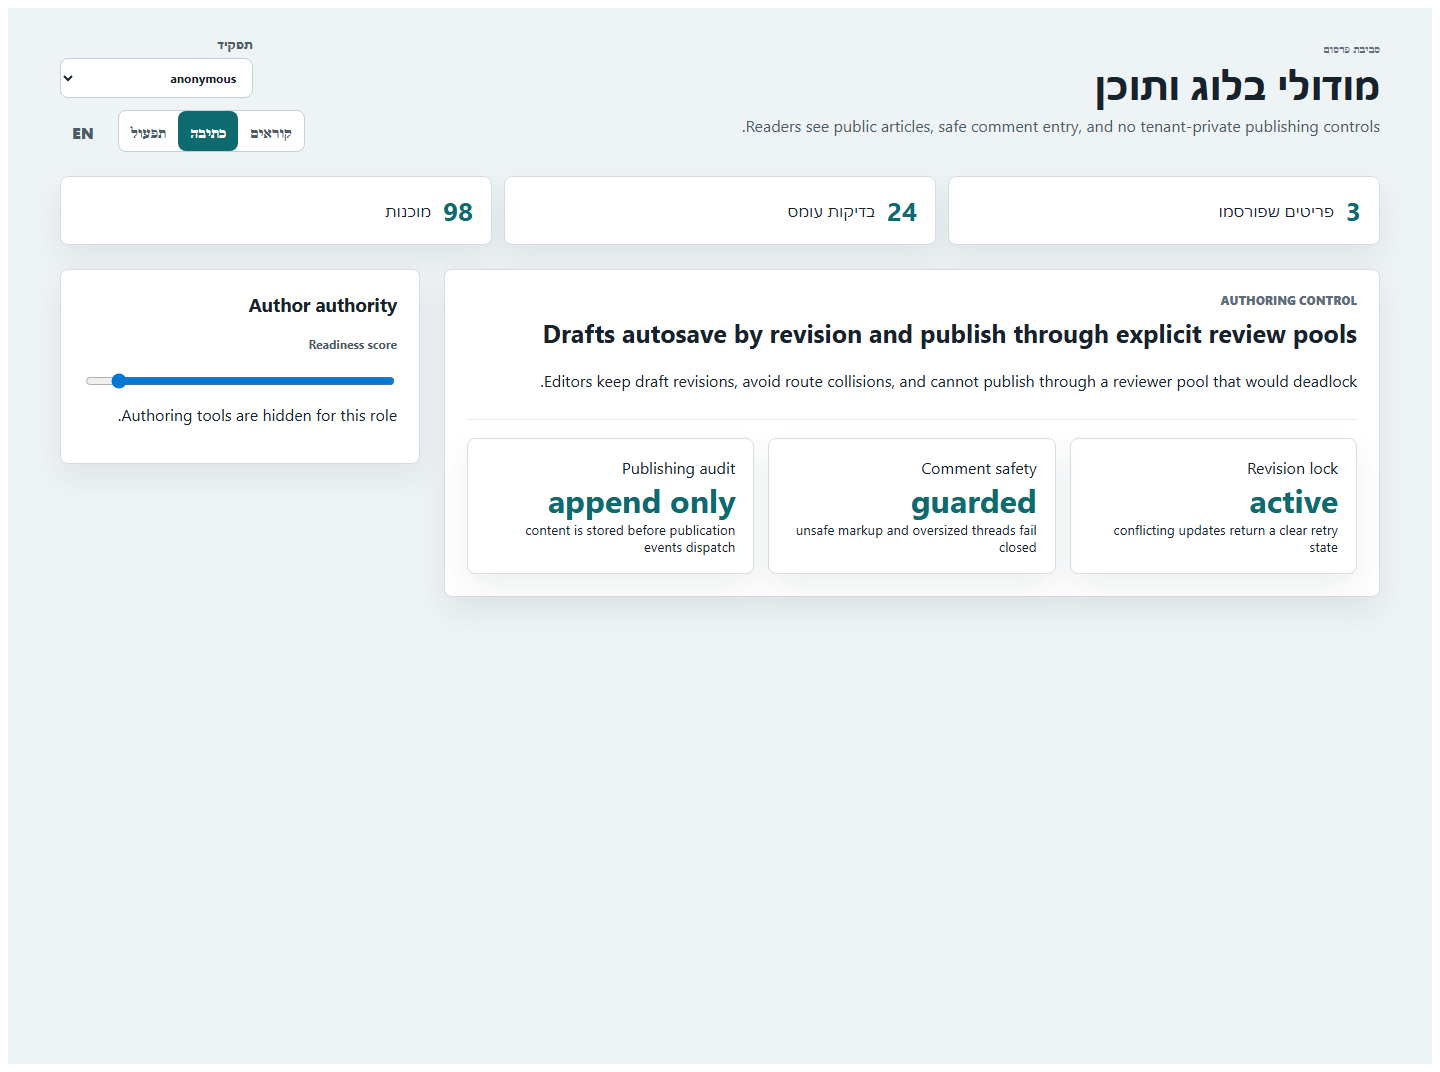 סביבת פרסום
מודולי בלוג ותוכן
.Readers see public articles, safe comment entry, and no tenant-private publishing controls
תפקיד
anonymous
קוראים
כתיבה
תפעול
EN
3 פריטים שפורסמו
24 בדיקות עומס
98 מוכנות
AUTHORING CONTROL
Drafts autosave by revision and publish through explicit review pools
.Editors keep draft revisions, avoid route collisions, and cannot publish through a reviewer pool that would deadlock
Revision lock
active
conflicting updates return a clear retry
state
Comment safety
guarded
unsafe markup and oversized threads fail
closed
Publishing audit
append only
content is stored before publication
events dispatch
Author authority
Readiness score
.Authoring tools are hidden for this role